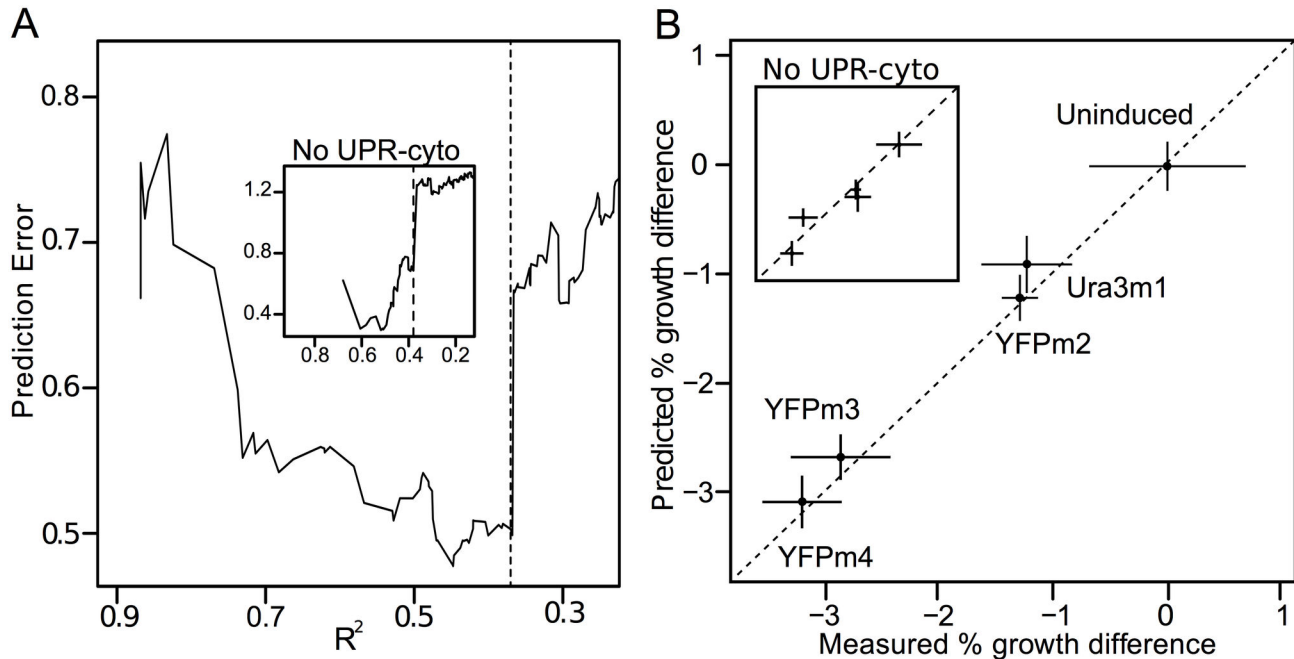 A
Prediction Error
0.8
0.7
0.6
0.5
0.9
0.7
0.5
0.3
R²
No UPR-cyto
1.2
0.8
0.4
0.8
0.6
0.4
0.2
B
Predicted % growth difference
1
0
−1
−2
−3
−3
−2
−1
0
1
Measured % growth difference
No UPR-cyto
Uninduced
Ura3m1
YFPm2
YFPm3
YFPm4